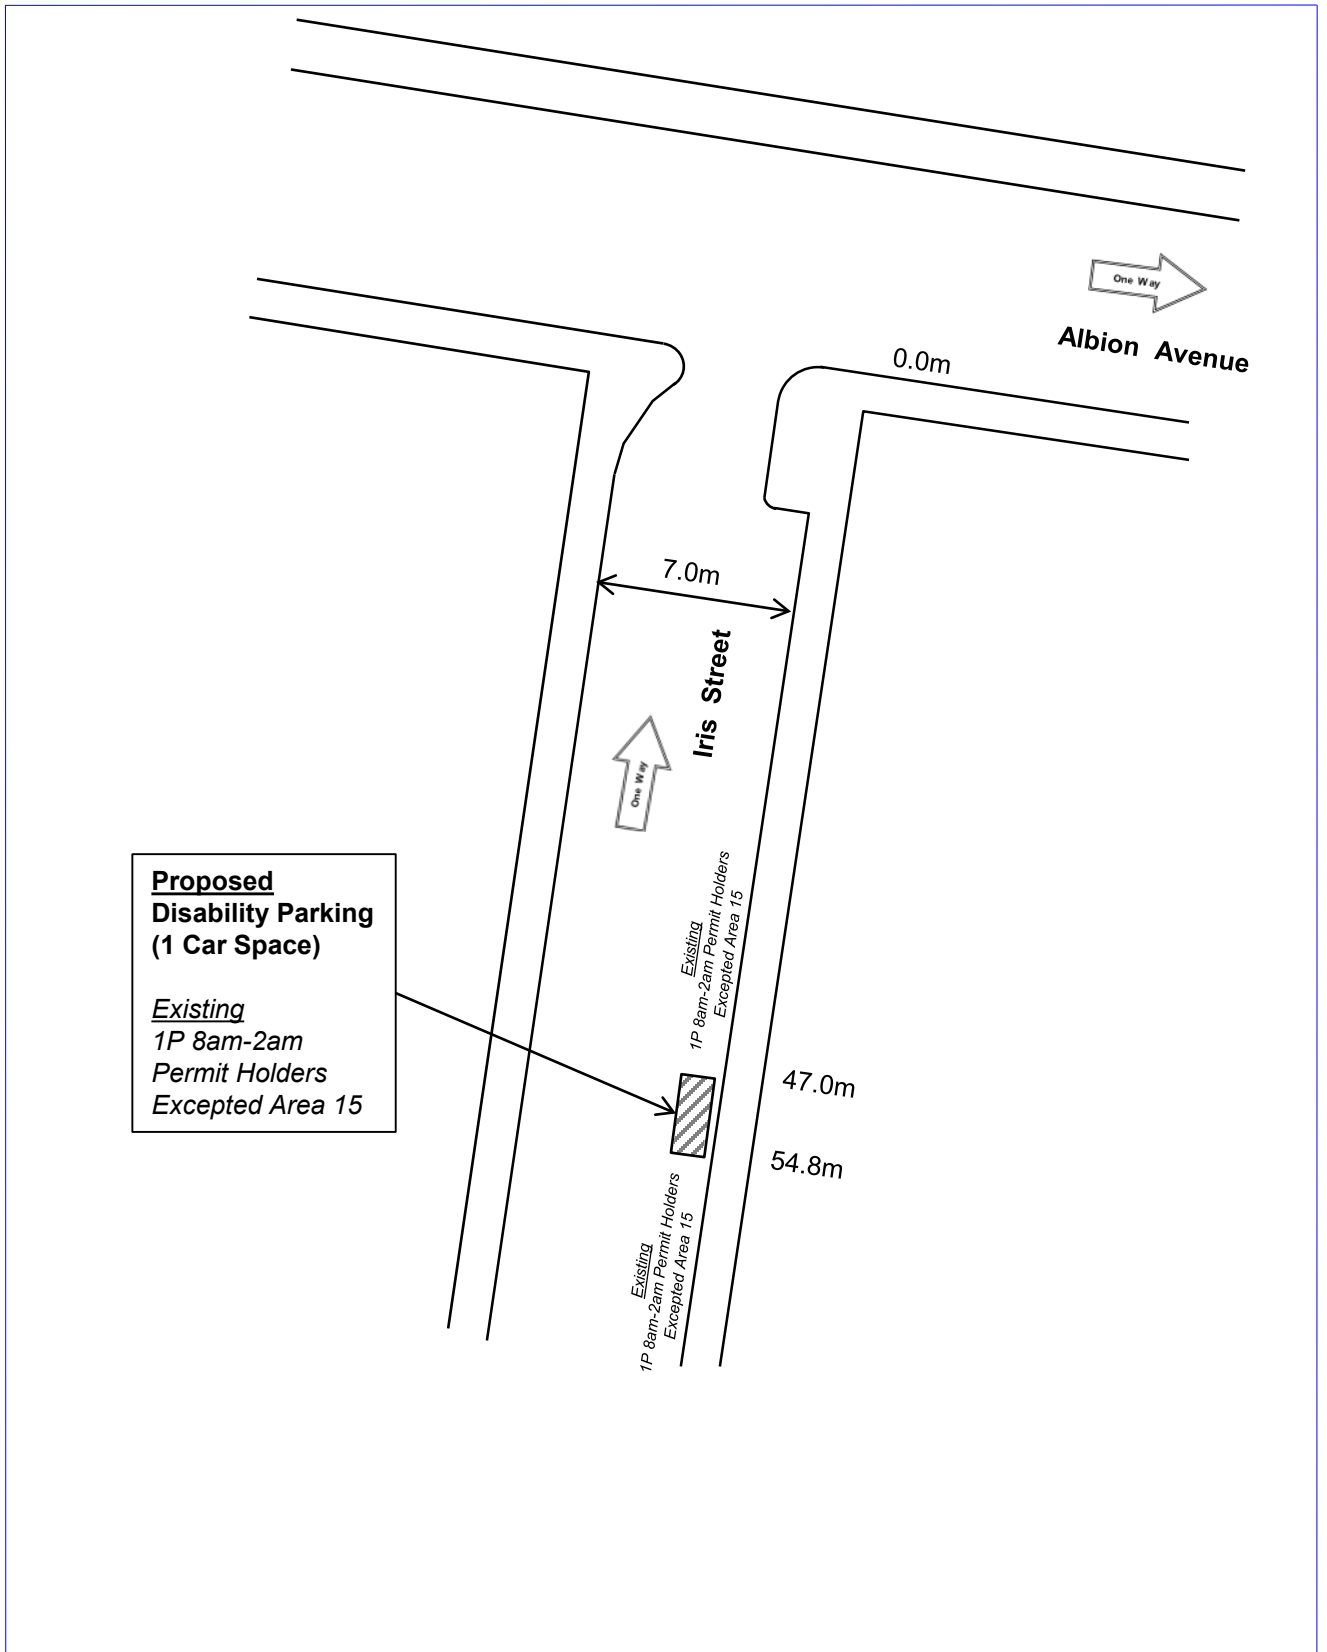 One Way
Albion Avenue
0.0m
7.0m
Iris Street
One Way
Proposed
Disability Parking
(1 Car Space)
Existing
1P 8am-2am
Permit Holders
Excepted Area 15
Existing
1P 8am-2am Permit Holders
Excepted Area 15
47.0m
54.8m
Existing
1P 8am-2am Permit Holders
Excepted Area 15